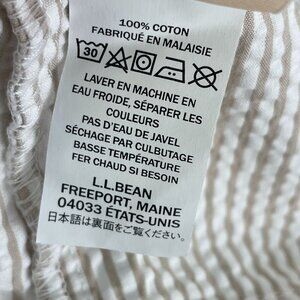 100% COTON
FABRIQUÉ EN MALAISIE
30
LAVER EN MACHINE EN
EAU FROIDE, SÉPARER LES
COULEURS
PAS D'EAU DE JAVEL
SÉCHAGE PAR CULBUTAGE
BASSE TEMPÉRATURE
FER CHAUD SI BESOIN
L.L.BEAN
FREEPORT, MAINE
04033 ÉTATS-UNIS
日本語は裏面をご覧ください。